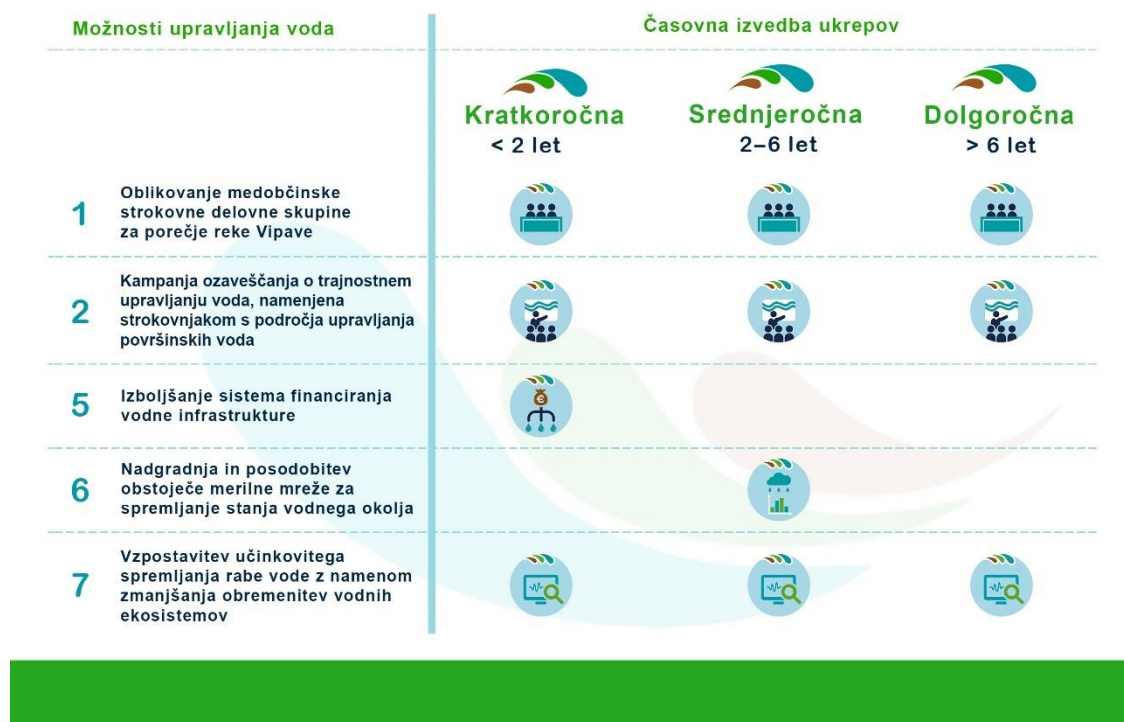 Možnosti upravljanja voda
Časovna izvedba ukrepov
Kratkoročna
< 2 let
Srednjeročna
2–6 let
Dolgoročna
> 6 let
1
Oblikovanje medobčinske
strokovne delovne skupine
za porečje reke Vipave
2
Kampanja ozaveščanja o trajnostnem
upravljanju voda, namenjena
strokovnjakom s področja upravljanja
površinskih voda
5
Izboljšanje sistema financiranja
vodne infrastrukture
€
6
Nadgradnja in posodobitev
obstoječe merilne mreže za
spremljanje stanja vodnega okolja
7
Vzpostavitev učinkovitega
spremljanja rabe vode z namenom
zmanjšanja obremenitev vodnih
ekosistemov